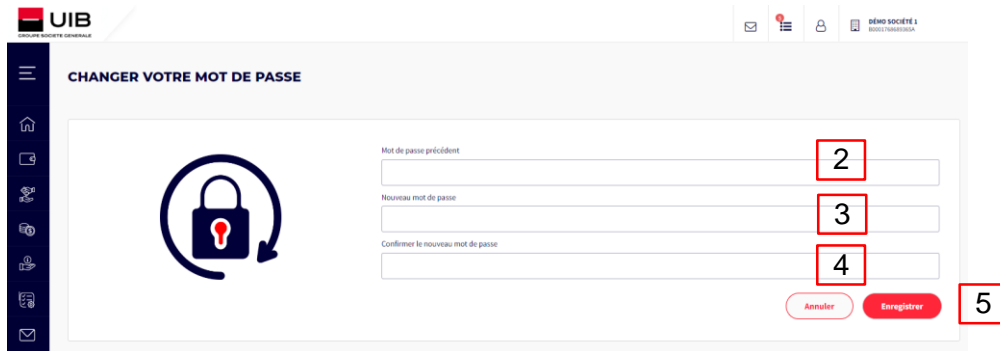 UIB
GROUPE SOCIETE GENERALE
DÉMO SOCIÉTÉ 1
CHANGER VOTRE MOT DE PASSE
Mot de passe précédent
2
Nouveau mot de passe
3
Confirmer le nouveau mot de passe
4
Annuler
Enregistrer
5